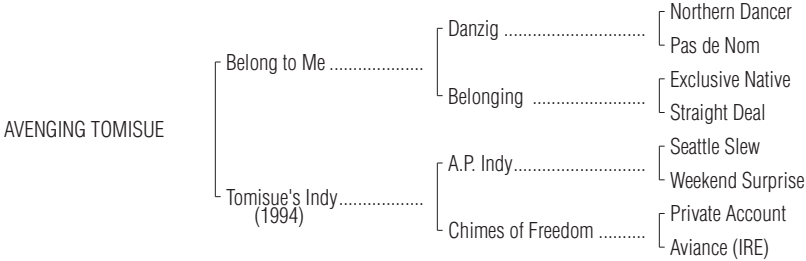 Northern Dancer
Danzig ..............................
Pas de Nom
Belong to Me ....................
Exclusive Native
Belonging ........................
Straight Deal
AVENGING TOMISUE
Seattle Slew
A.P. Indy............................
Weekend Surprise
Tomisue's Indy..................
(1994)
Private Account
Chimes of Freedom ..........
Aviance (IRE)